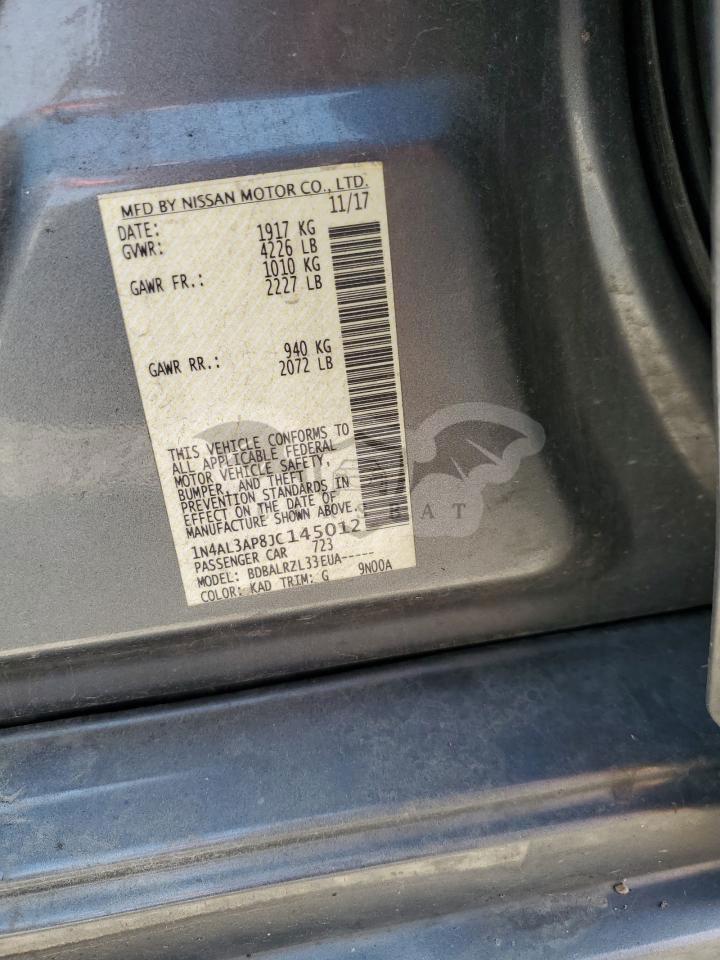 MFD BY NISSAN MOTOR CO., LTD.
DATE: 11/17
GVWR: 1917 KG
4226 LB
GAWR FR.: 1010 KG
2227 LB
GAWR RR.: 940 KG
2072 LB
THIS VEHICLE CONFORMS TO
ALL APPLICABLE FEDERAL
MOTOR VEHICLE SAFETY,
BUMPER, AND THEFT
PREVENTION STANDARDS IN
EFFECT ON THE DATE OF
MANUFACTURE SHOWN ABOVE.
1N4AL3AP8JC145012
PASSENGER CAR 723
MODEL: BDBALRZL33EUA-----
COLOR: KAD TRIM: G 9N00A